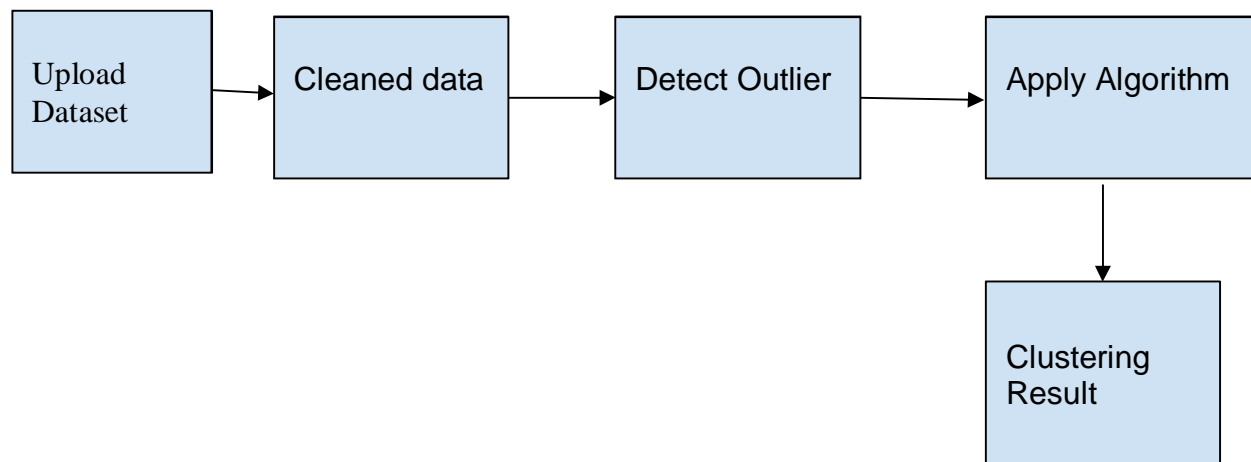 Upload
Dataset
Cleaned data
Detect Outlier
Apply Algorithm
Clustering
Result